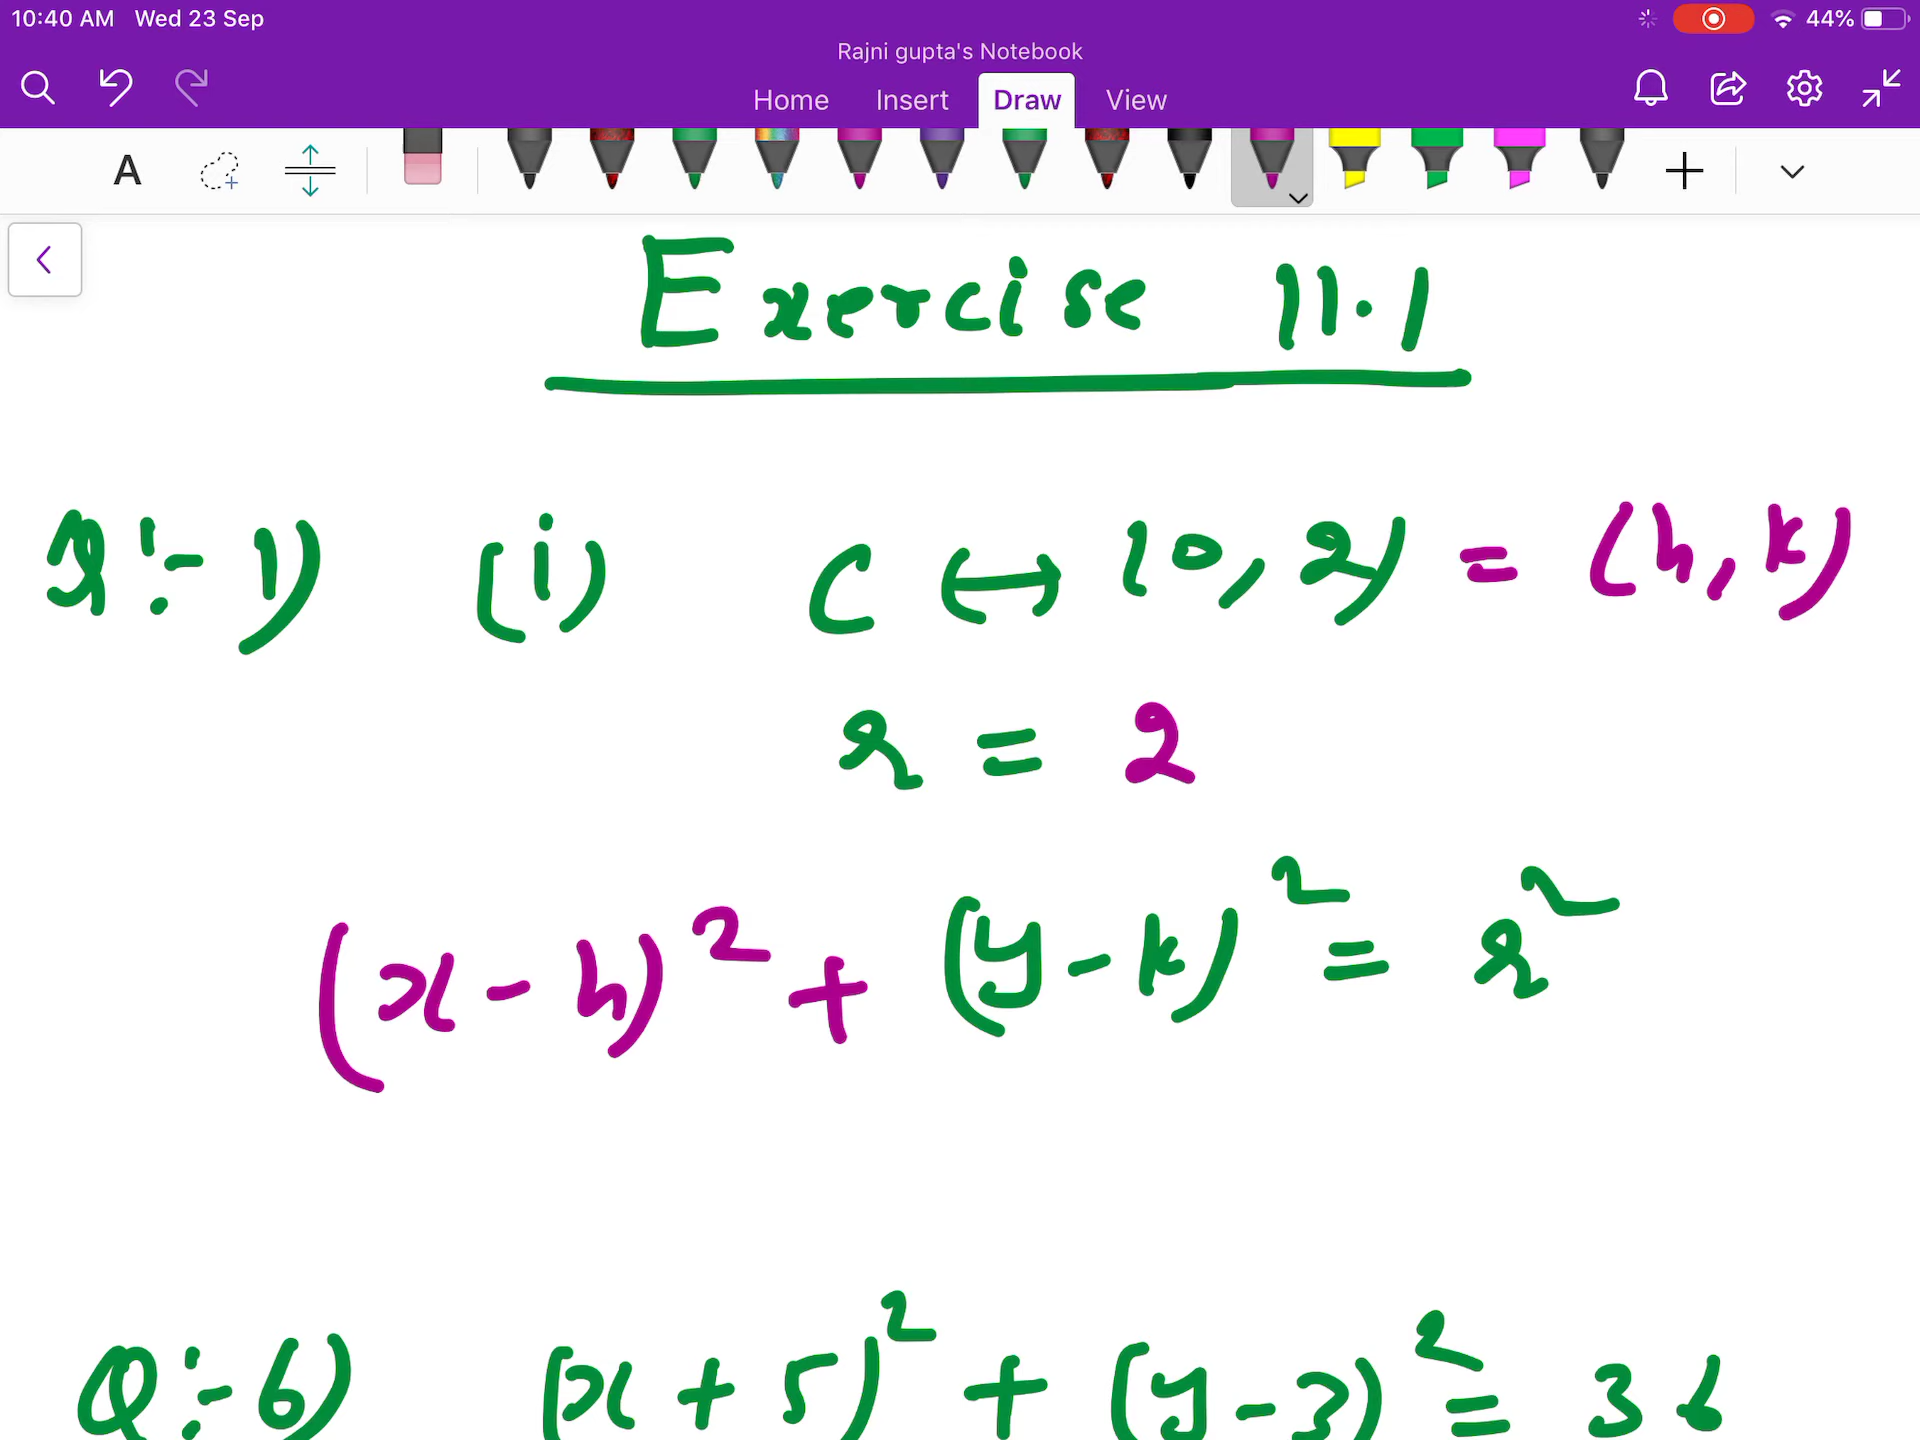 10:40 AM Wed 23 Sep 44%
Rajni gupta's Notebook
Home Insert Draw View
A
Exercise 11.1
Q:- 1) (i) C ↔ (0, 2) = (h, k)
r = 2
(x - h)² + (y - k)² = r²
Q:- 6) (x + 5)² + (y - 3)² = 36